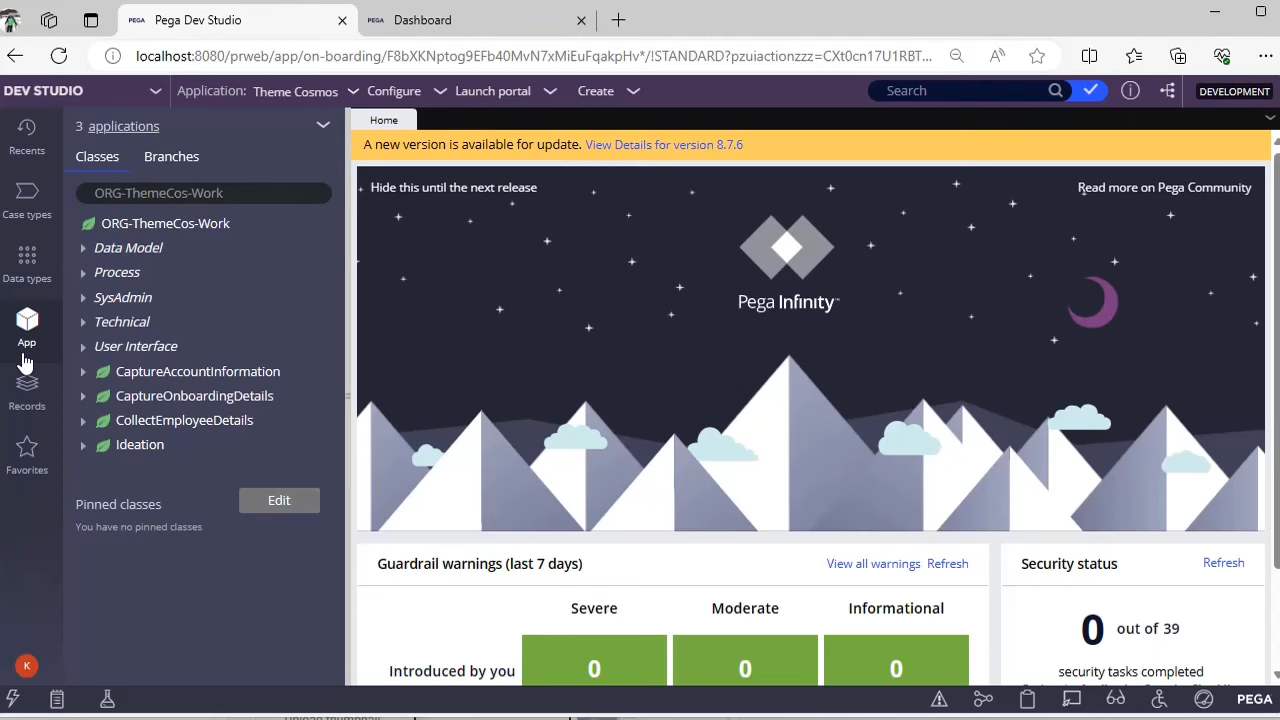 PEGA Pega Dev Studio
PEGA Dashboard
localhost:8080/prweb/app/on-boarding/F8bXKNptog9EFb40MvN7xMiEuFqakpHv*/!STANDARD?pzuiactionzzz=CXt0cn17U1RBT...
DEV STUDIO
Application: Theme Cosmos
Configure
Launch portal
Create
Search
DEVELOPMENT
Recents
Case types
Data types
App
Records
Favorites
K
3 applications
Classes
Branches
ORG-ThemeCos-Work
ORG-ThemeCos-Work
Data Model
Process
SysAdmin
Technical
User Interface
CaptureAccountInformation
CaptureOnboardingDetails
CollectEmployeeDetails
Ideation
Pinned classes
Edit
You have no pinned classes
Home
A new version is available for update. View Details for version 8.7.6
Hide this until the next release
Read more on Pega Community
Pega Infinity™
Guardrail warnings (last 7 days)
View all warnings Refresh
Severe
Moderate
Informational
Introduced by you
0
0
0
Security status
Refresh
0 out of 39
security tasks completed
PEGA